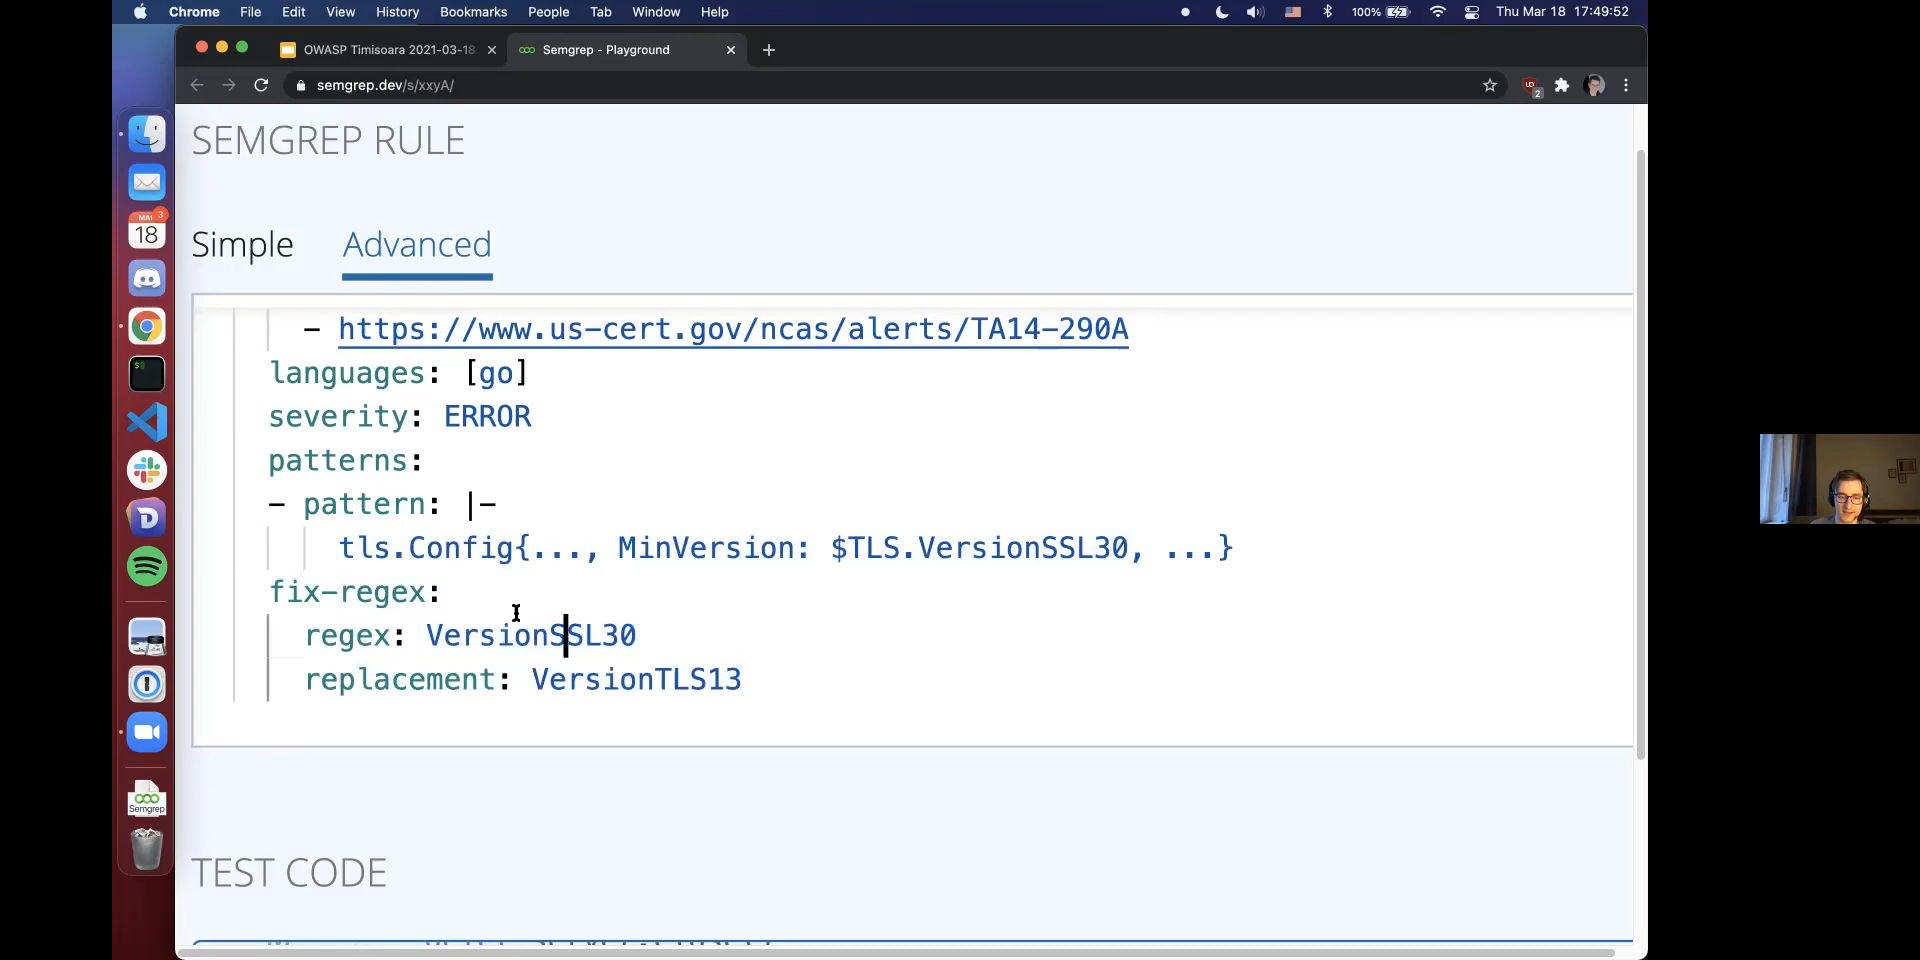 Chrome File Edit View History Bookmarks People Tab Window Help 100% Thu Mar 18 17:49:52
OWASP Timisoara 2021-03-18 Semgrep - Playground
semgrep.dev/s/xxyA/
2
SEMGREP RULE
Simple Advanced
- https://www.us-cert.gov/ncas/alerts/TA14-290A
languages: [go]
severity: ERROR
patterns:
- pattern: |-
tls.Config{..., MinVersion: $TLS.VersionSSL30, ...}
fix-regex:
regex: VersionSSL30
replacement: VersionTLS13
TEST CODE
MAI 3
18
Semgrep